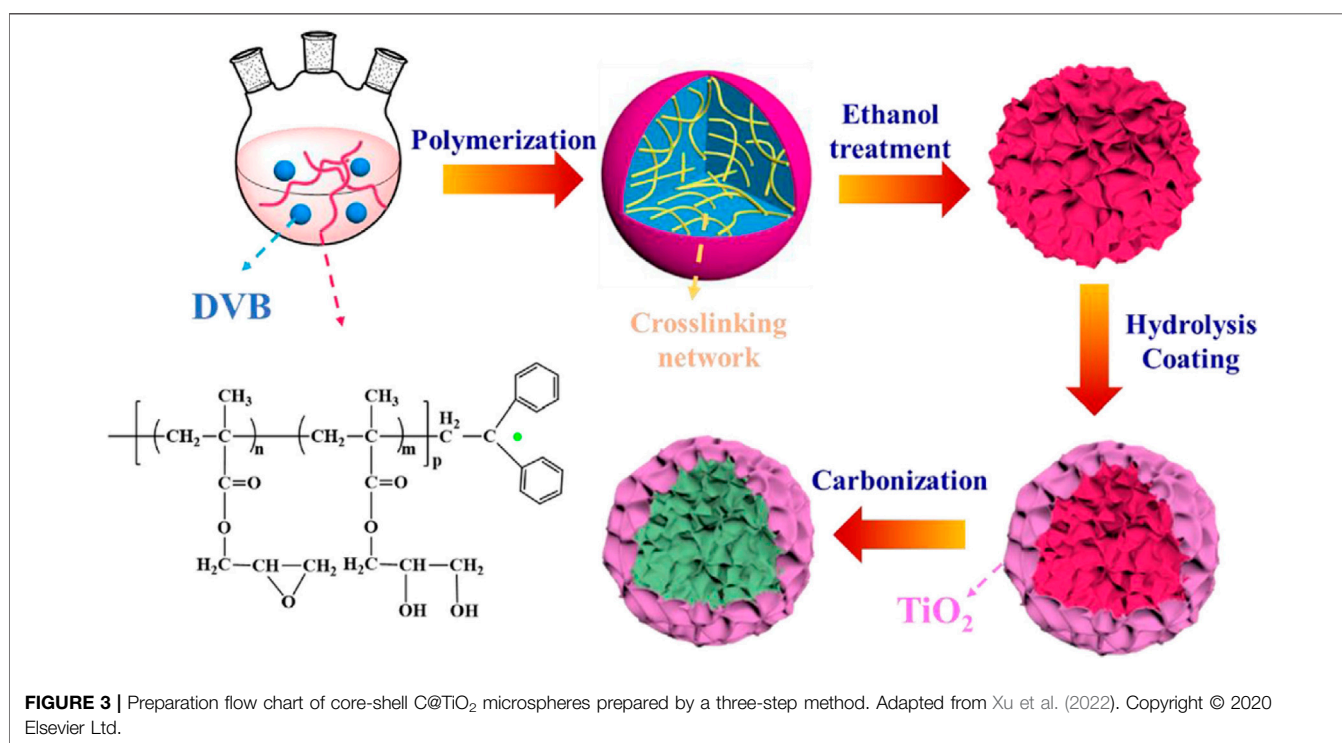 Polymerization
Ethanol
treatment
DVB
Crosslinking
network
Hydrolysis
Coating
CH3 CH3 H2
(CH2-C)n (CH2-C)m p C C
C=O C=O
O O
H2C-CH-CH2 H2C-CH-CH2
O OH OH
Carbonization
TiO2
FIGURE 3 | Preparation flow chart of core-shell C@TiO2 microspheres prepared by a three-step method. Adapted from Xu et al. (2022). Copyright © 2020
Elsevier Ltd.